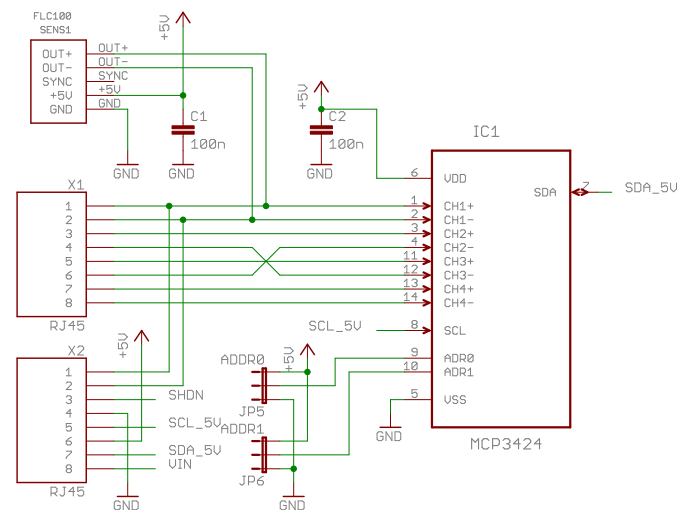 FLC100
SENS1
OUT+
OUT-
SYNC
+5V
GND
OUT+
OUT-
SYNC
+5V
GND
+5V
C1
100n
GND
GND
+5V
C2
100n
GND
IC1
6 VDD
1 CH1+
2 CH1-
3 CH2+
4 CH2-
11 CH3+
12 CH3-
13 CH4+
14 CH4-
8 SCL
9 ADR0
10 ADR1
5 VSS
SDA 7 SDA_5V
MCP3424
GND
SCL_5V
X1
1
2
3
4
5
6
7
8
RJ45
X2
1
2
3
4
5
6
7
8
RJ45
+5V
SHDN
SCL_5V
SDA_5V
VIN
GND
ADDR0
+5V
JP5
ADDR1
JP6
GND